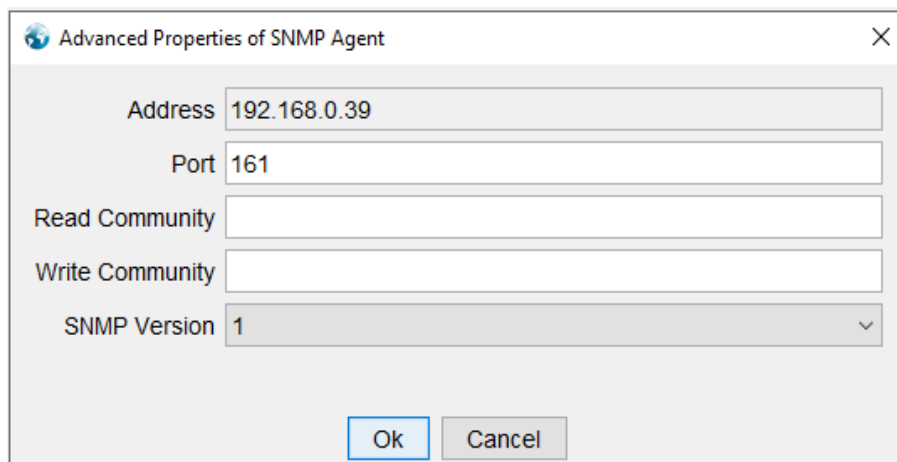 Advanced Properties of SNMP Agent
Address 192.168.0.39
Port 161
Read Community
Write Community
SNMP Version 1
Ok Cancel